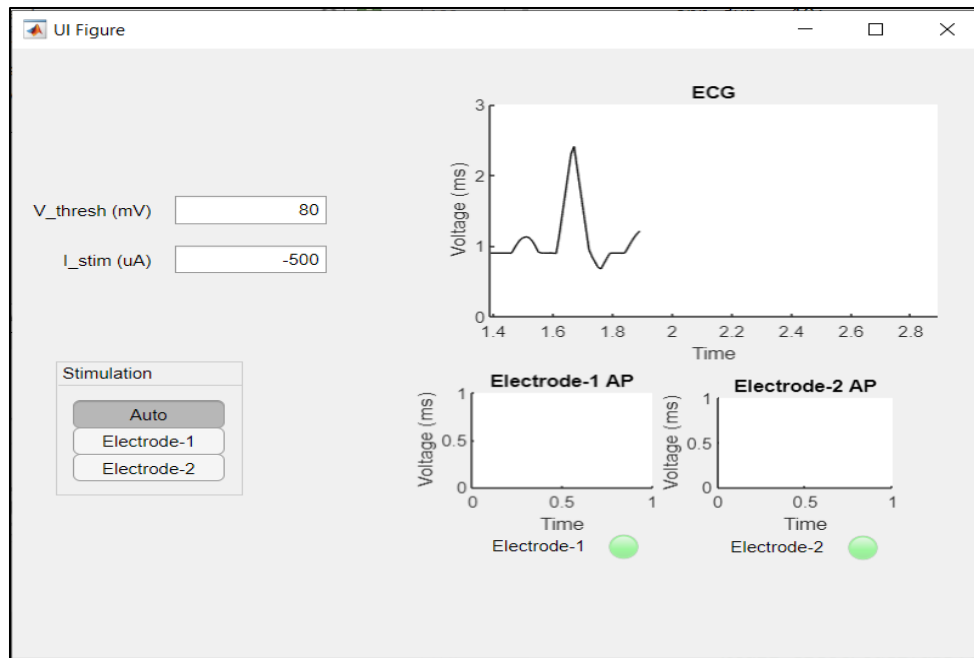 UI Figure
V_thresh (mV) 80
I_stim (uA) -500
Stimulation
Auto
Electrode-1
Electrode-2
ECG
Voltage (ms)
3
2
1
0
1.4 1.6 1.8 2 2.2 2.4 2.6 2.8
Time
Electrode-1 AP
Voltage (ms)
1
0.5
0
0 0.5 1
Time
Electrode-1
Electrode-2 AP
Voltage (ms)
1
0.5
0
0 0.5 1
Time
Electrode-2